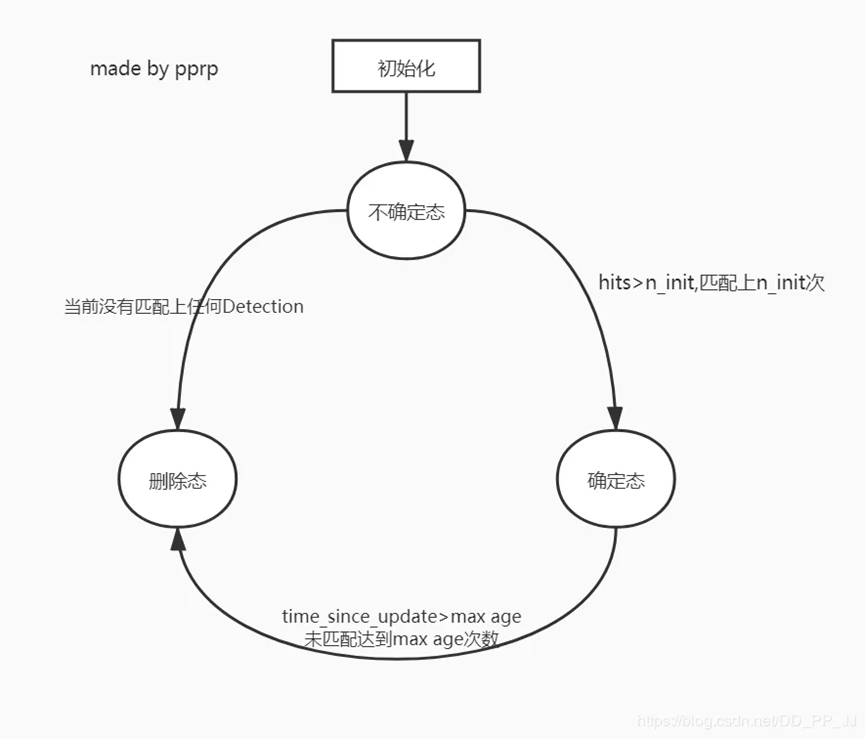 made by pprp
初始化
不确定态
hits>n_init,匹配上n_init次
当前没有匹配上任何Detection
删除态
确定态
time_since_update>max age
未匹配达到max age次数
https://blog.csdn.net/DD_PP_JJ